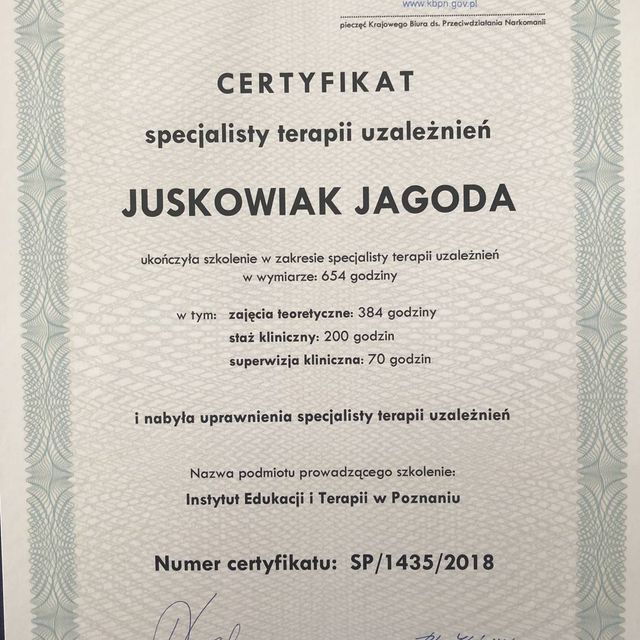 www.kbpn.gov.pl
pieczęć Krajowego Biura ds. Przeciwdziałania Narkomanii
CERTYFIKAT
specjalisty terapii uzależnień
JUSKOWIAK JAGODA
ukończyła szkolenie w zakresie specjalisty terapii uzależnień
w wymiarze: 654 godziny
w tym: zajęcia teoretyczne: 384 godziny
staż kliniczny: 200 godzin
superwizja kliniczna: 70 godzin
i nabyła uprawnienia specjalisty terapii uzależnień
Nazwa podmiotu prowadzącego szkolenie:
Instytut Edukacji i Terapii w Poznaniu
Numer certyfikatu: SP/1435/2018